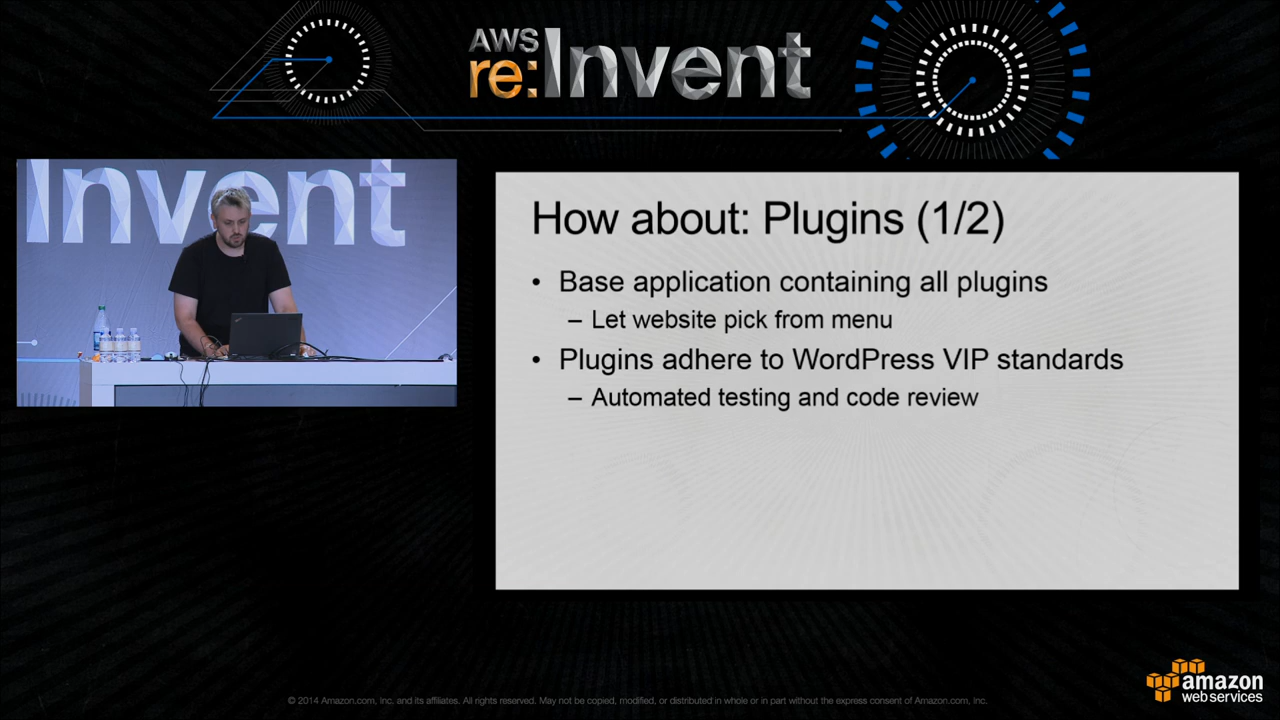 AWS
re:Invent
Invent
How about: Plugins (1/2)
• Base application containing all plugins
– Let website pick from menu
• Plugins adhere to WordPress VIP standards
– Automated testing and code review
amazon
web services
© 2014 Amazon.com, Inc. and its affiliates. All rights reserved. May not be copied, modified, or distributed in whole or in part without the express consent of Amazon.com, Inc.